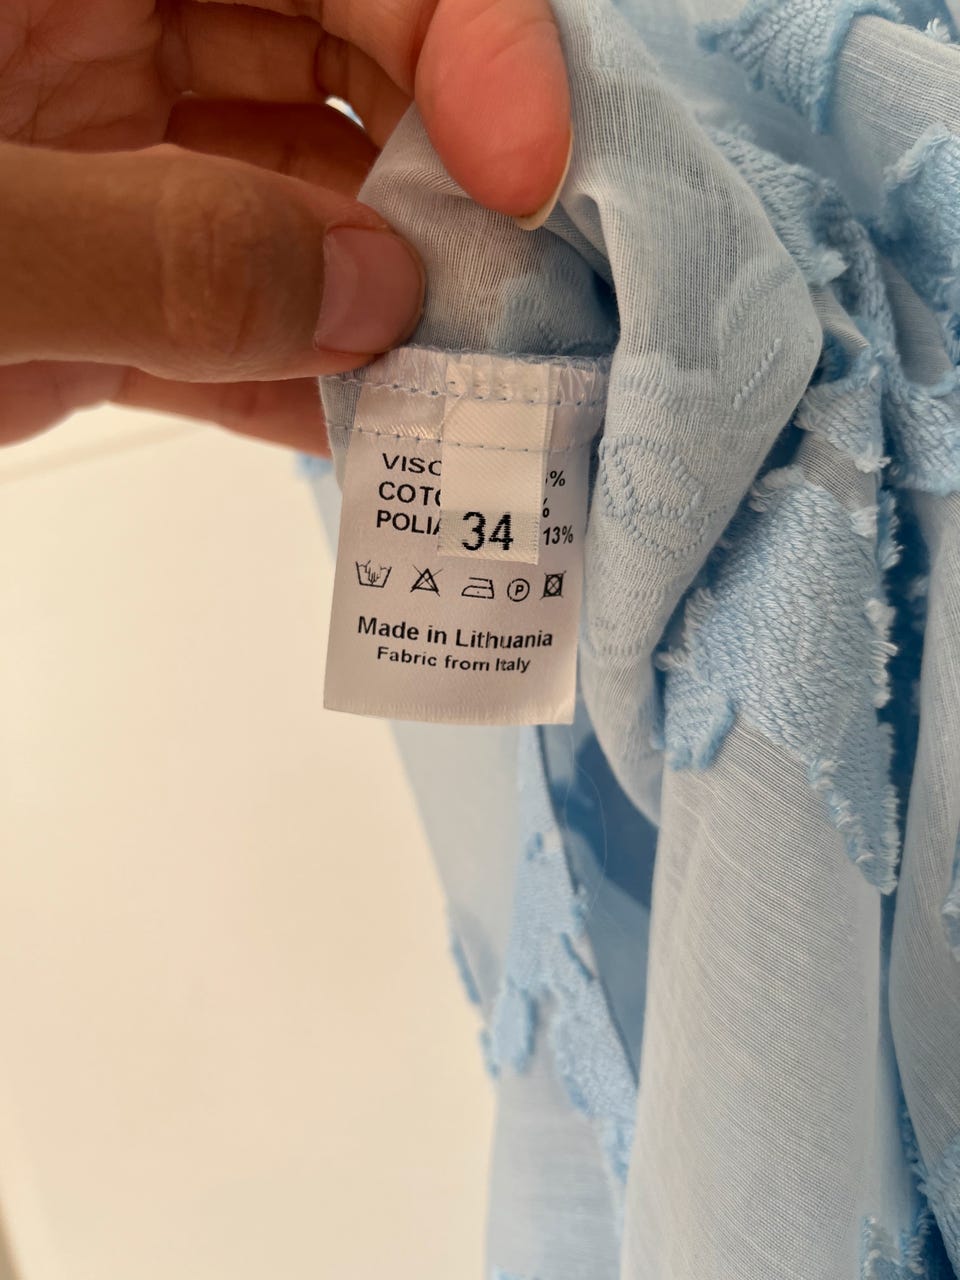 VISC %
COTO %
POLIA 13%
34
P
Made in Lithuania
Fabric from Italy